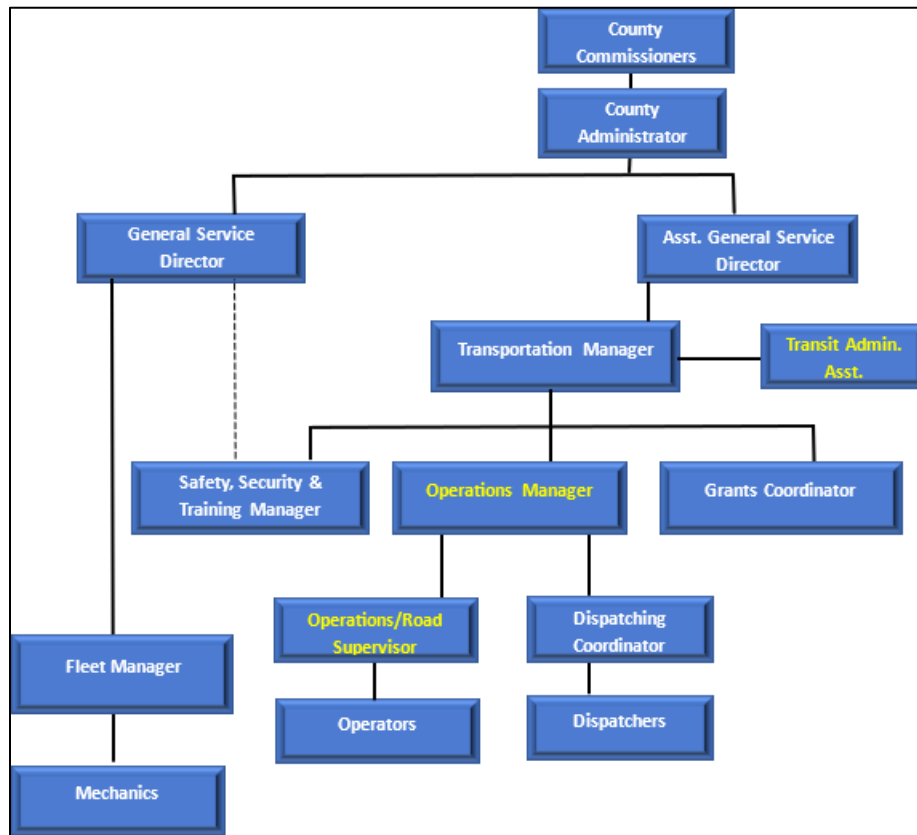 County
Commissioners
County
Administrator
General Service
Director
Asst. General Service
Director
Transportation Manager
Transit Admin.
Asst.
Safety, Security &
Training Manager
Operations Manager
Grants Coordinator
Operations/Road
Supervisor
Dispatching
Coordinator
Fleet Manager
Operators
Dispatchers
Mechanics